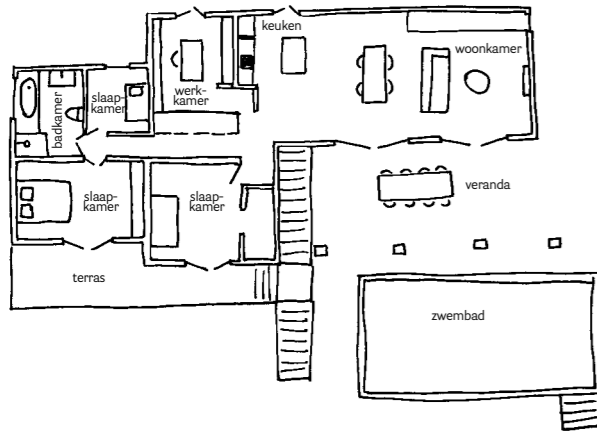 keuken
woonkamer
slaap-
kamer
werk-
kamer
badkamer
slaap-
kamer
slaap-
kamer
veranda
terras
zwembad